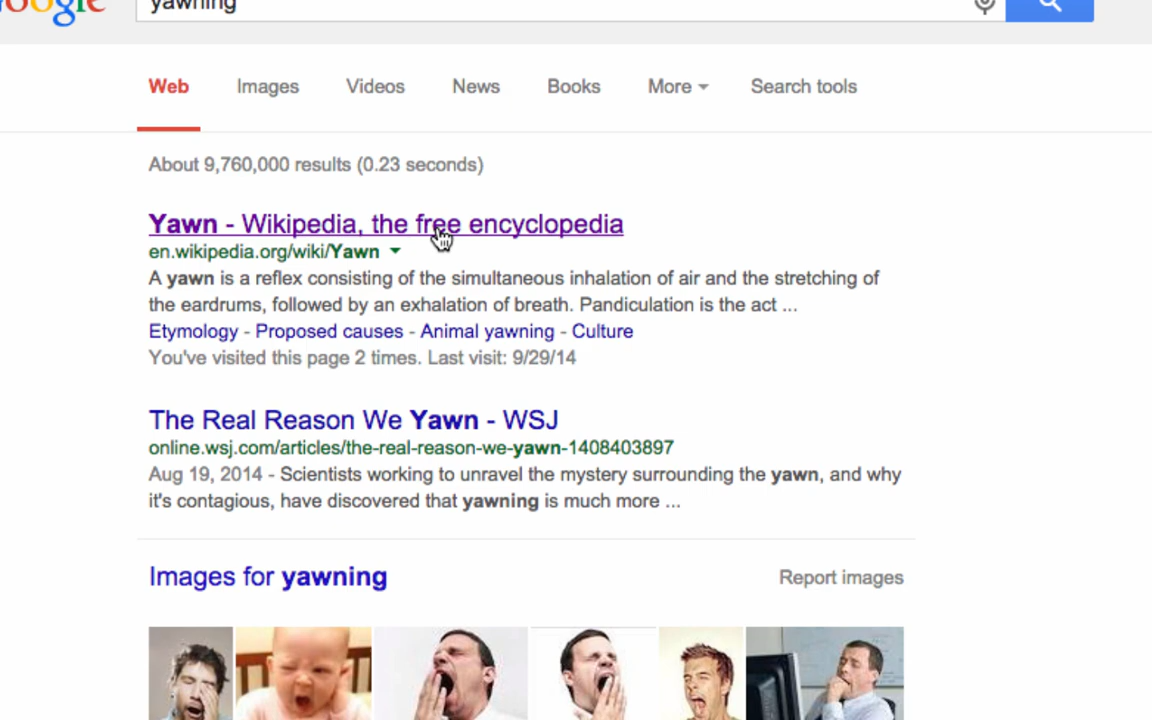 Google yawning
Web Images Videos News Books More Search tools
About 9,760,000 results (0.23 seconds)
Yawn - Wikipedia, the free encyclopedia
en.wikipedia.org/wiki/Yawn
A yawn is a reflex consisting of the simultaneous inhalation of air and the stretching of
the eardrums, followed by an exhalation of breath. Pandiculation is the act ...
Etymology - Proposed causes - Animal yawning - Culture
You've visited this page 2 times. Last visit: 9/29/14
The Real Reason We Yawn - WSJ
online.wsj.com/articles/the-real-reason-we-yawn-1408403897
Aug 19, 2014 - Scientists working to unravel the mystery surrounding the yawn, and why
it's contagious, have discovered that yawning is much more ...
Images for yawning Report images